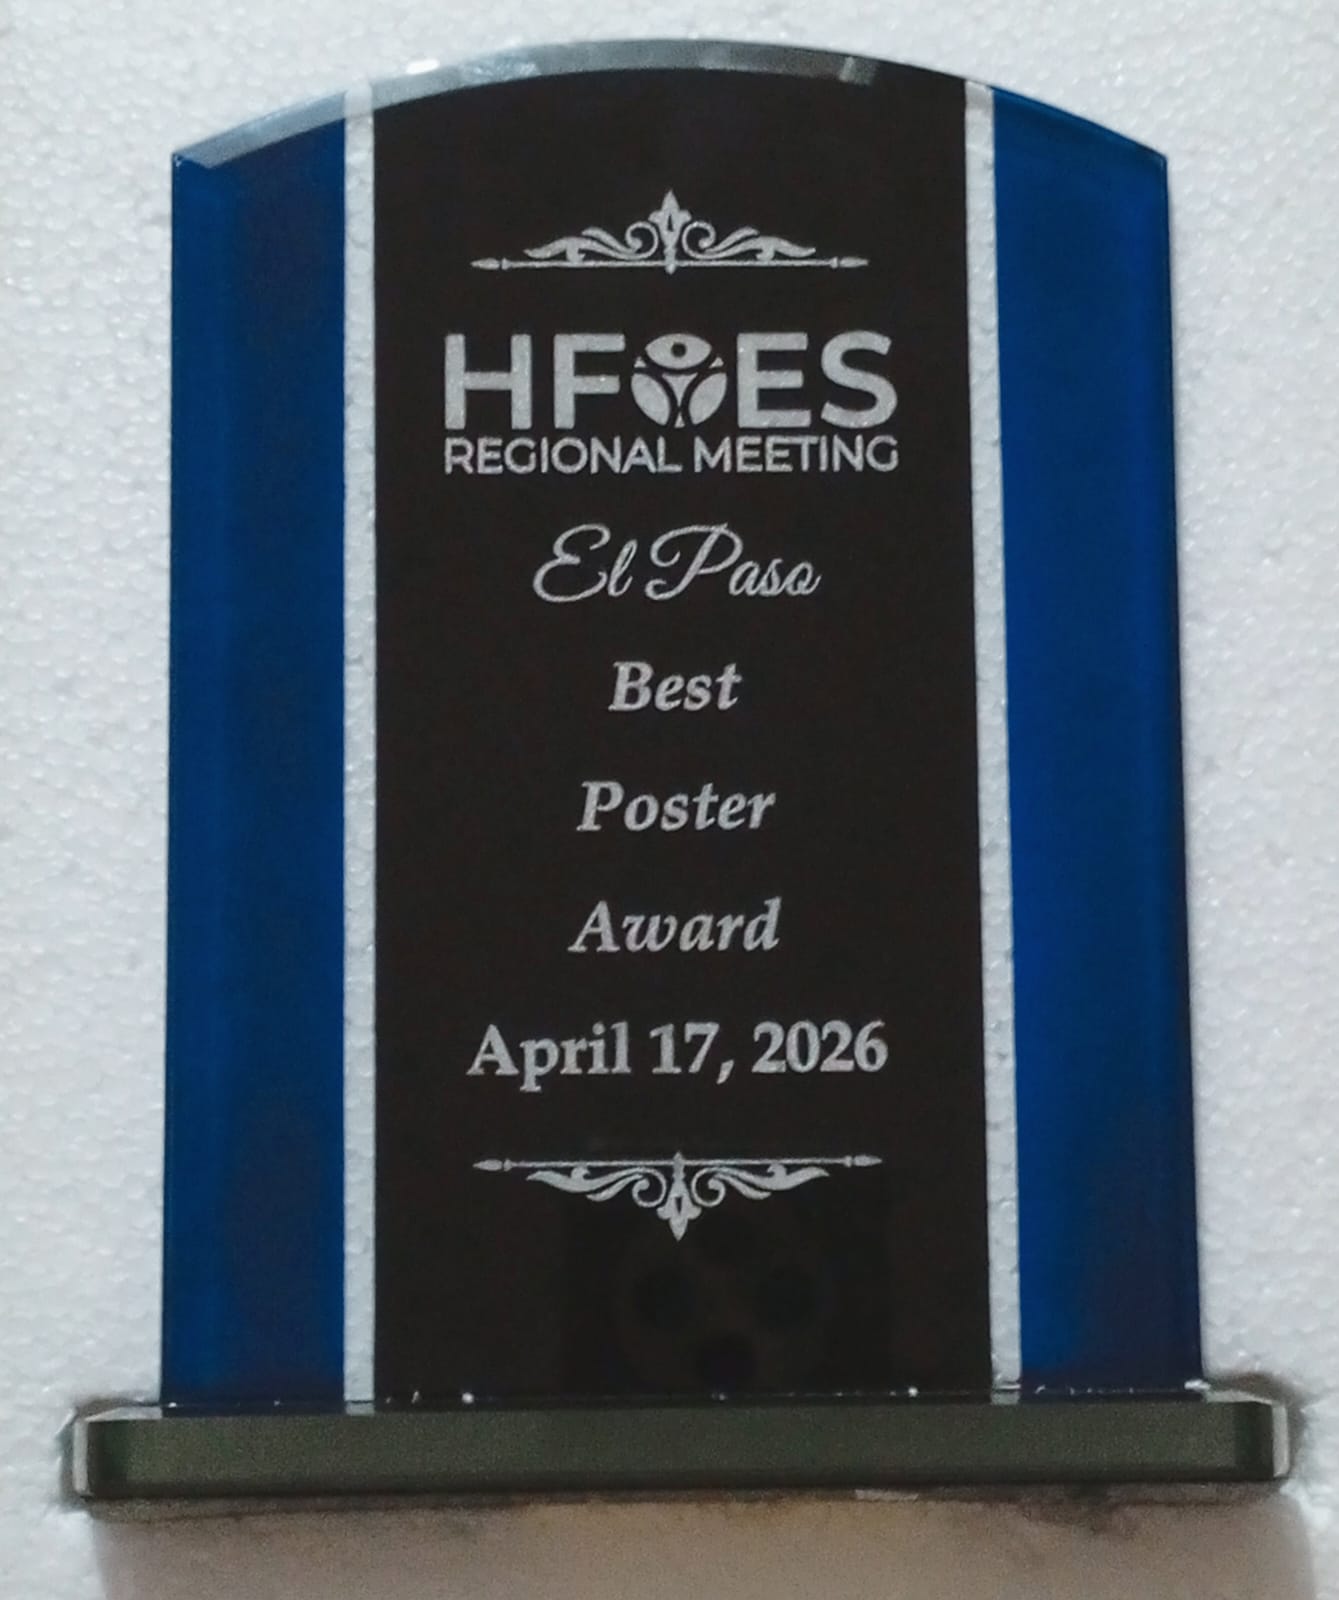 HFES
REGIONAL MEETING
El Paso
Best
Poster
Award
April 17, 2026